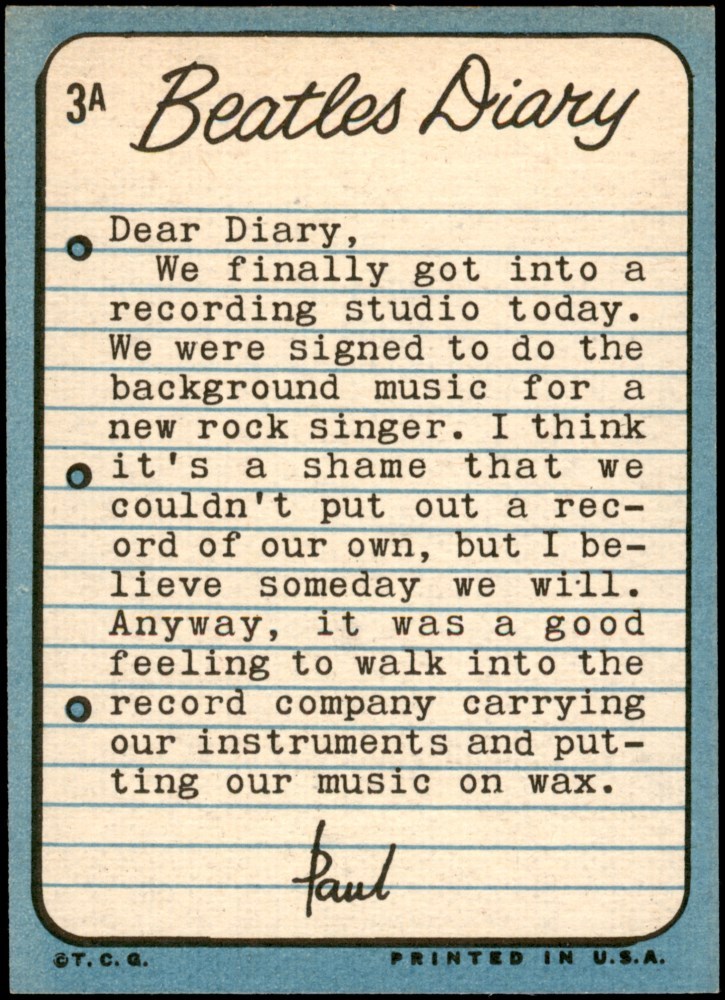 3A Beatles Diary
Dear Diary,
We finally got into a
recording studio today.
We were signed to do the
background music for a
new rock singer. I think
it's a shame that we
couldn't put out a rec-
ord of our own, but I be-
lieve someday we will.
Anyway, it was a good
feeling to walk into the
record company carrying
our instruments and put-
ting our music on wax.
Paul
©T.C.G. PRINTED IN U.S.A.